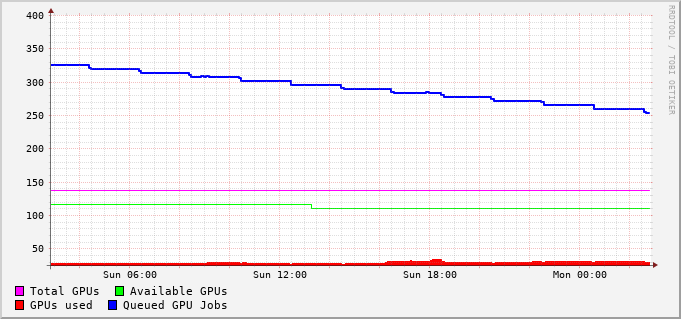 400
350
300
250
200
150
100
50
Sun 06:00 Sun 12:00 Sun 18:00 Mon 00:00
Total GPUs Available GPUs
GPUs used Queued GPU Jobs
RRDTOOL / TOBI OETIKER